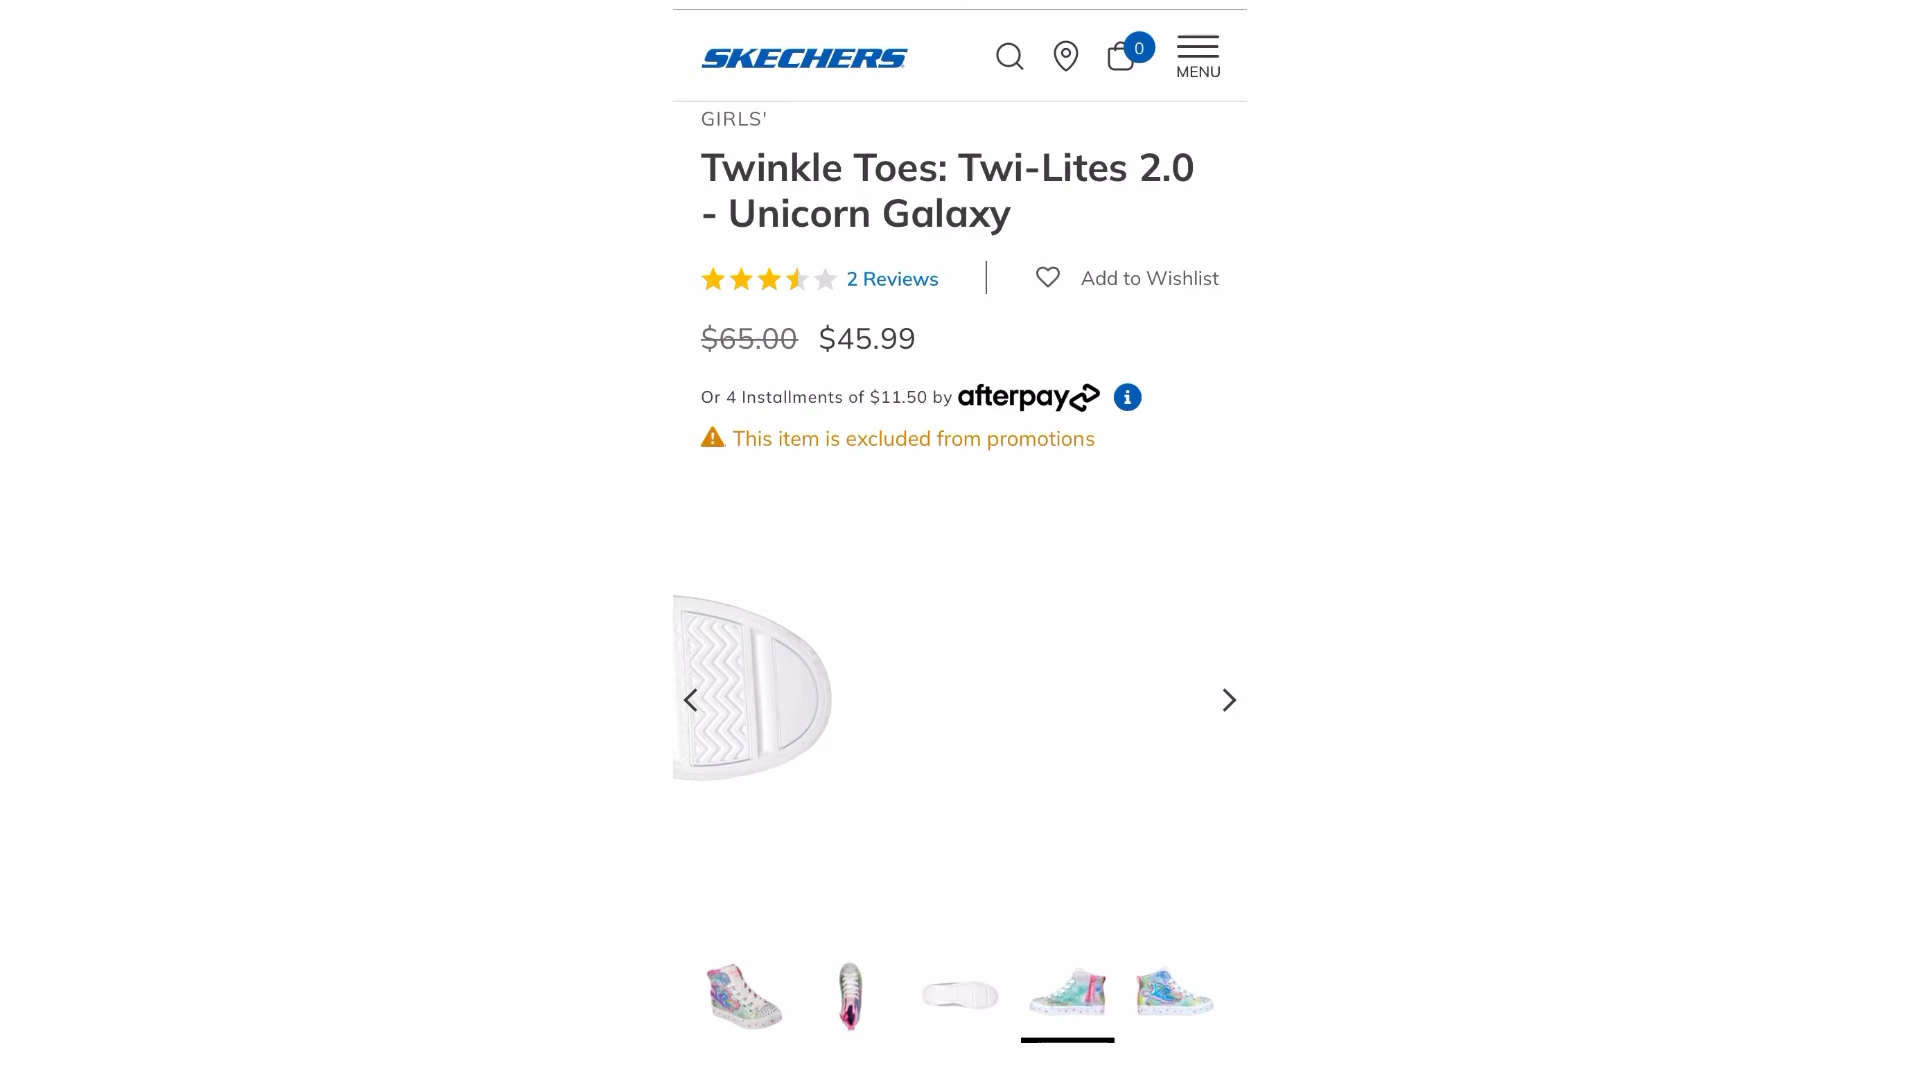 SKECHERS
0
MENU
GIRLS'
Twinkle Toes: Twi-Lites 2.0
- Unicorn Galaxy
2 Reviews
Add to Wishlist
$65.00 $45.99
Or 4 Installments of $11.50 by afterpay
This item is excluded from promotions